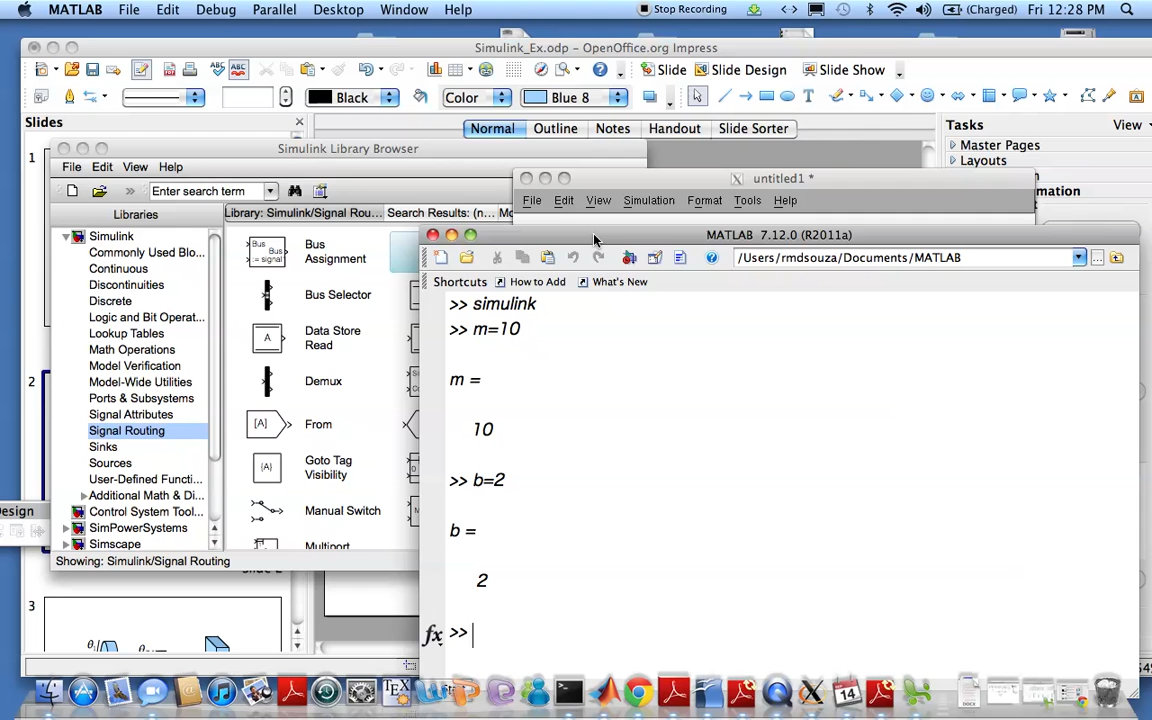 MATLAB File Edit Debug Parallel Desktop Window Help Stop Recording (Charged) Fri 12:28 PM
Simulink_Ex.odp – OpenOffice.org Impress
Slide Slide Design Slide Show
Black Color Blue 8
Slides
Normal Outline Notes Handout Slide Sorter
Tasks View
Master Pages
Layouts
1
2
3
Simulink Library Browser
File Edit View Help
Enter search term
Libraries
Library: Simulink/Signal Rou... Search Results: (n...
Simulink
Commonly Used Blo...
Continuous
Discontinuities
Discrete
Logic and Bit Operat...
Lookup Tables
Math Operations
Model Verification
Model-Wide Utilities
Ports & Subsystems
Signal Attributes
Signal Routing
Sinks
Sources
User-Defined Functi...
Additional Math & Di...
Control System Tool...
SimPowerSystems
Simscape
Bus
:= signal
Bus
Assignment
Bus Selector
A
Data Store
Read
Demux
[A]
From
{A}
Goto Tag
Visibility
Manual Switch
Multiport
Showing: Simulink/Signal Routing
untitled1 *
File Edit View Simulation Format Tools Help
MATLAB 7.12.0 (R2011a)
/Users/rmdsouza/Documents/MATLAB
Shortcuts How to Add What's New
>> simulink
>> m=10
m =
10
>> b=2
b =
2
fx >>